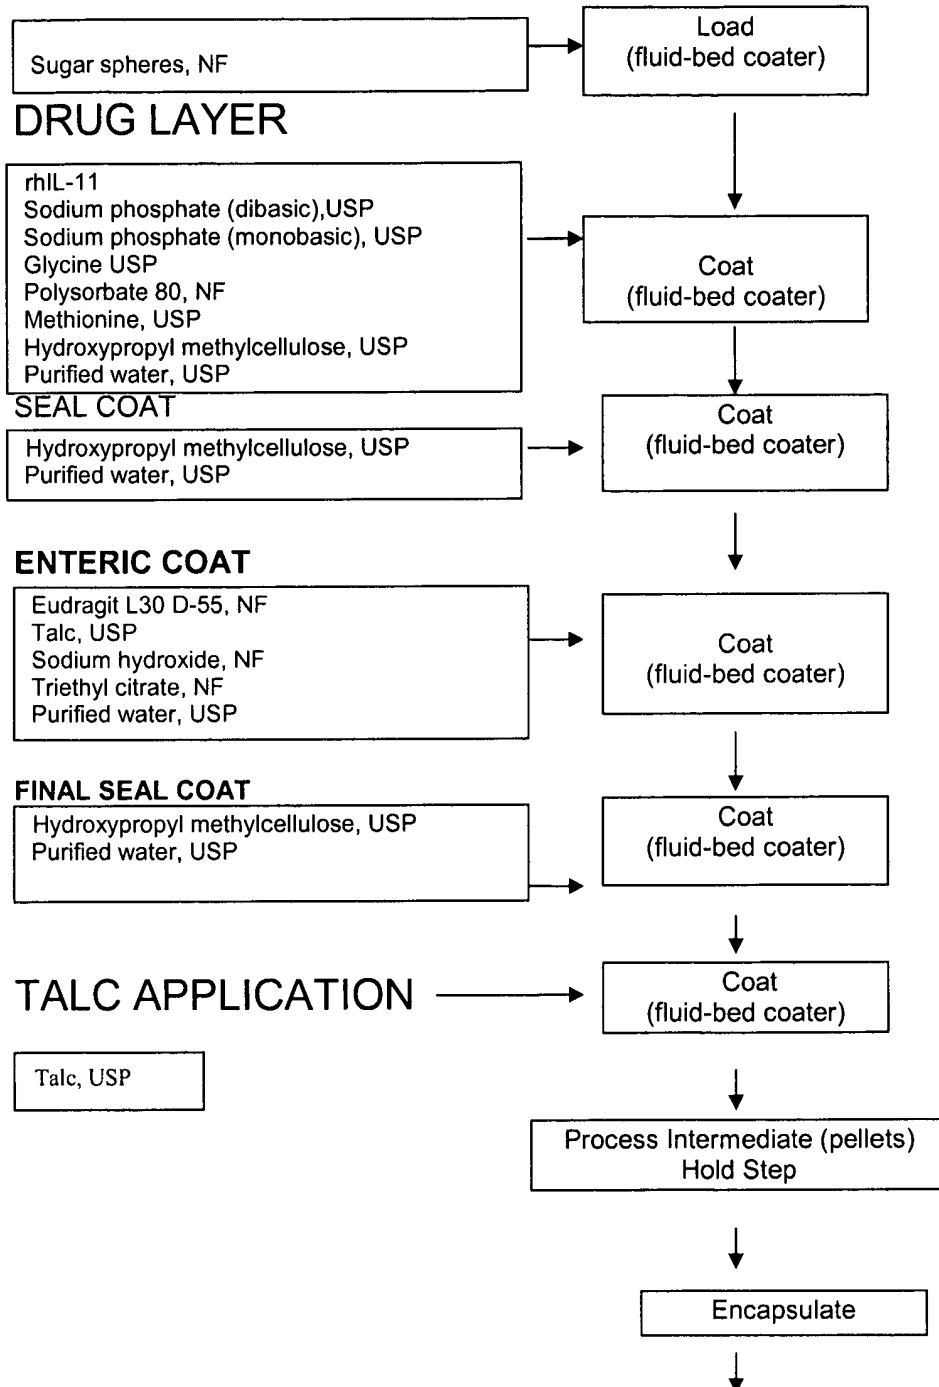 Sugar spheres, NF
Load
(fluid-bed coater)
DRUG LAYER
rhIL-11
Sodium phosphate (dibasic),USP
Sodium phosphate (monobasic), USP
Glycine USP
Polysorbate 80, NF
Methionine, USP
Hydroxypropyl methylcellulose, USP
Purified water, USP
Coat
(fluid-bed coater)
SEAL COAT
Hydroxypropyl methylcellulose, USP
Purified water, USP
Coat
(fluid-bed coater)
ENTERIC COAT
Eudragit L30 D-55, NF
Talc, USP
Sodium hydroxide, NF
Triethyl citrate, NF
Purified water, USP
Coat
(fluid-bed coater)
FINAL SEAL COAT
Hydroxypropyl methylcellulose, USP
Purified water, USP
Coat
(fluid-bed coater)
TALC APPLICATION
Coat
(fluid-bed coater)
Talc, USP
Process Intermediate (pellets)
Hold Step
Encapsulate